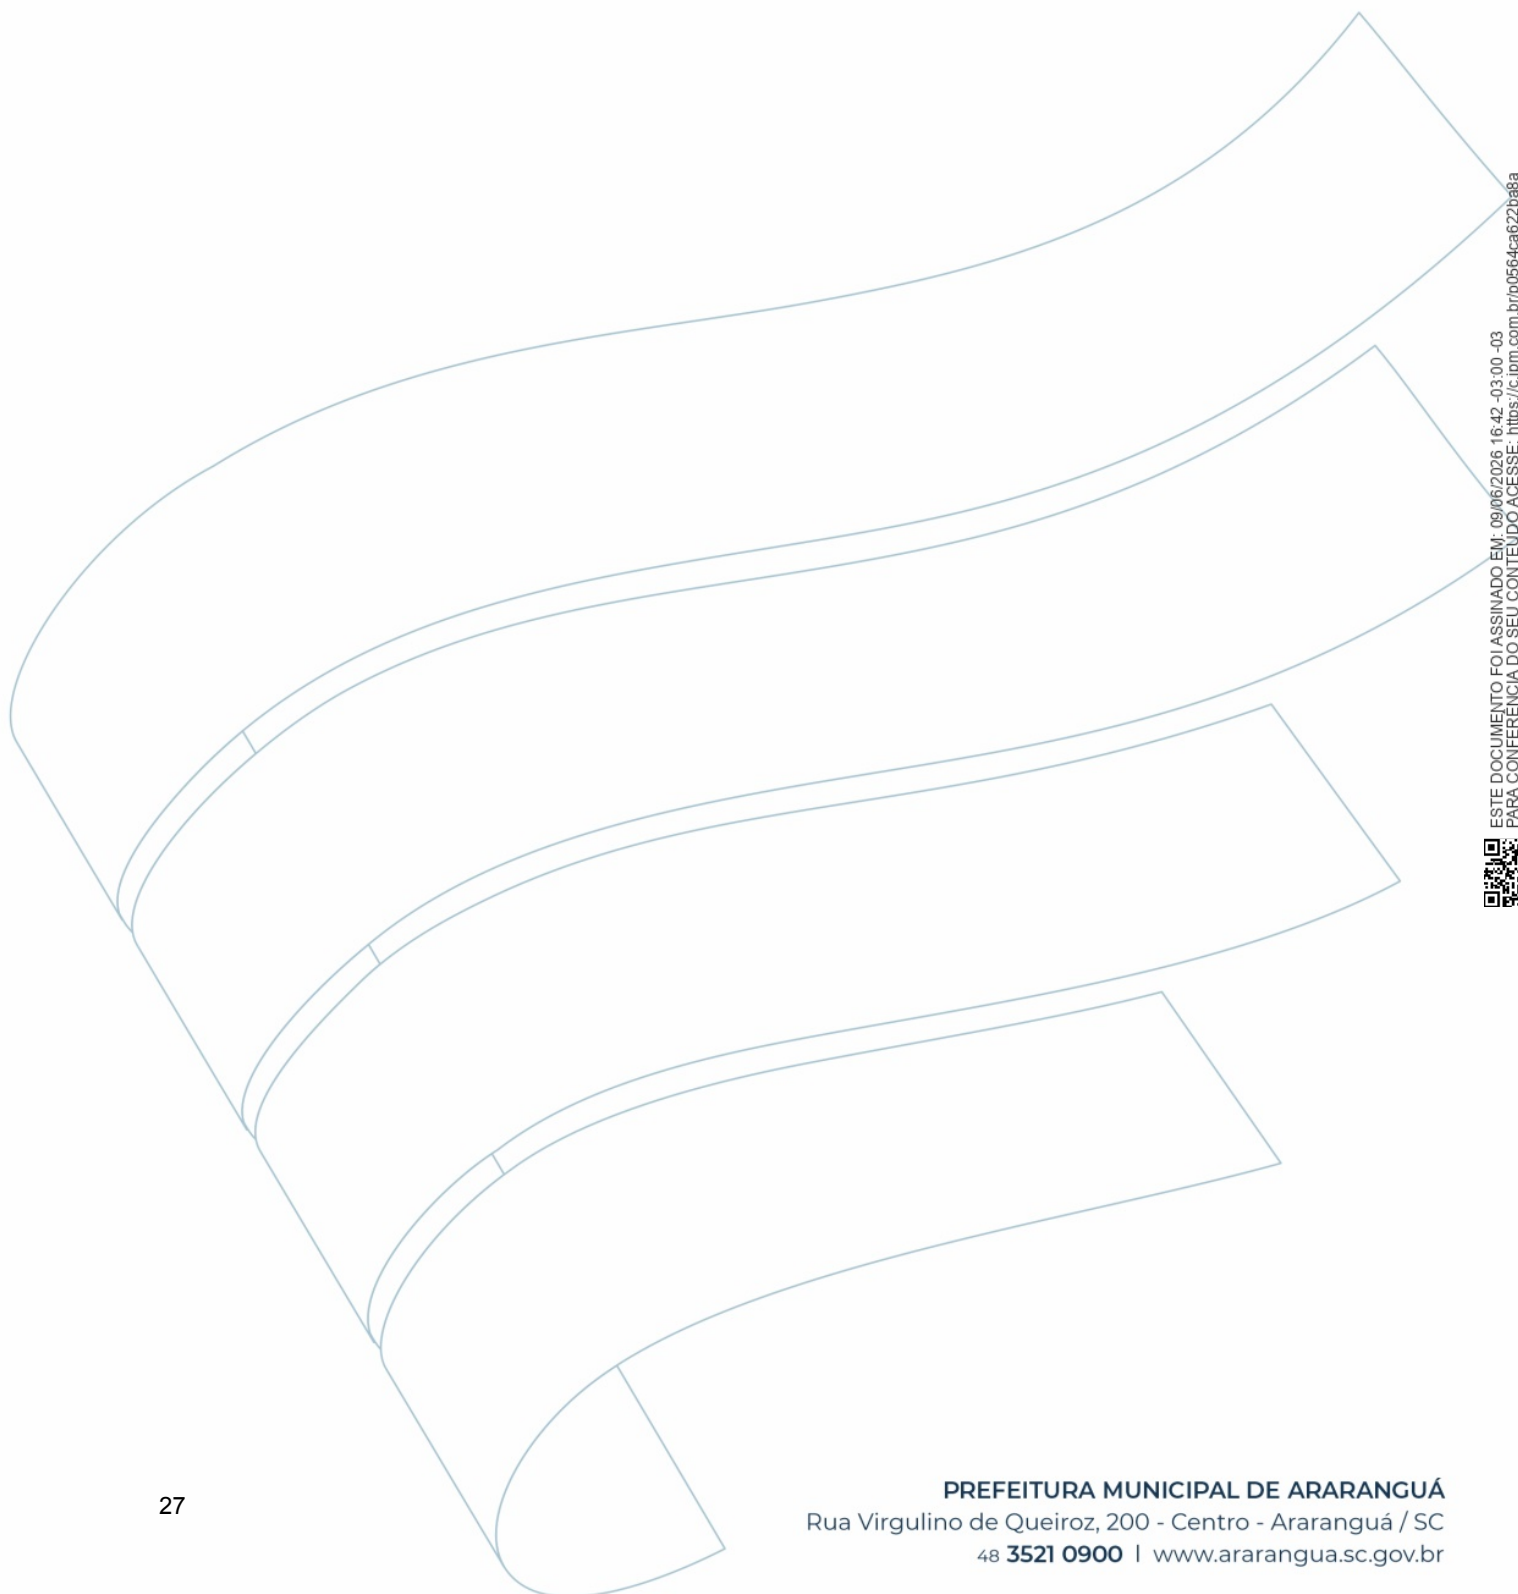 ESTE DOCUMENTO FOI ASSINADO EM: 09/06/2026 16:42 -03:00 -03
PARA CONFERÊNCIA DO SEU CONTEÚDO ACESSE: https://c.ipm.com.br/p0564ca622ba8a
27
PREFEITURA MUNICIPAL DE ARARANGUÁ
Rua Virgulino de Queiroz, 200 - Centro - Araranguá / SC
48 3521 0900 | www.ararangua.sc.gov.br